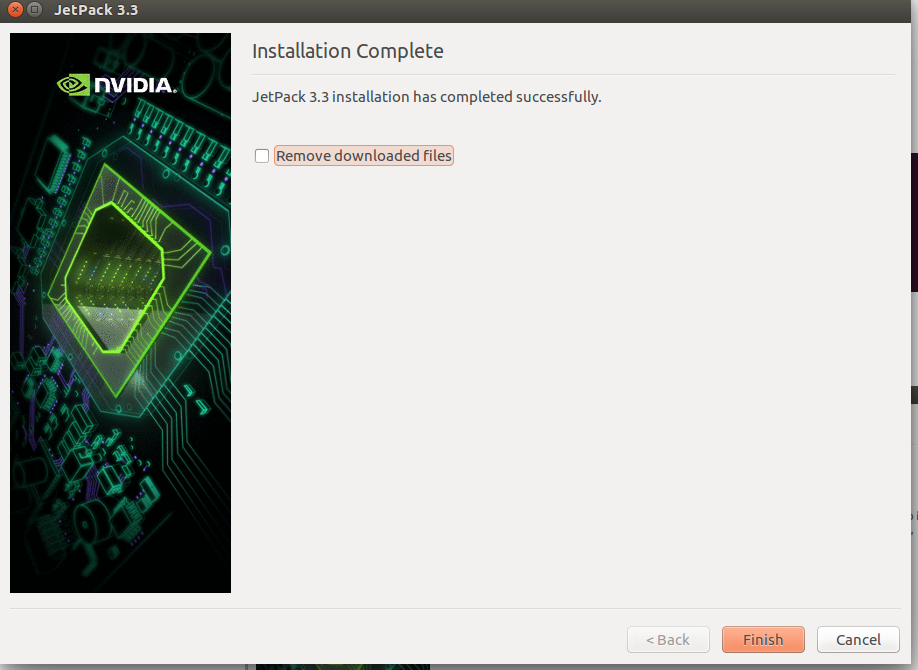 JetPack 3.3
NVIDIA.
Installation Complete
JetPack 3.3 installation has completed successfully.
Remove downloaded files
< Back
Finish
Cancel